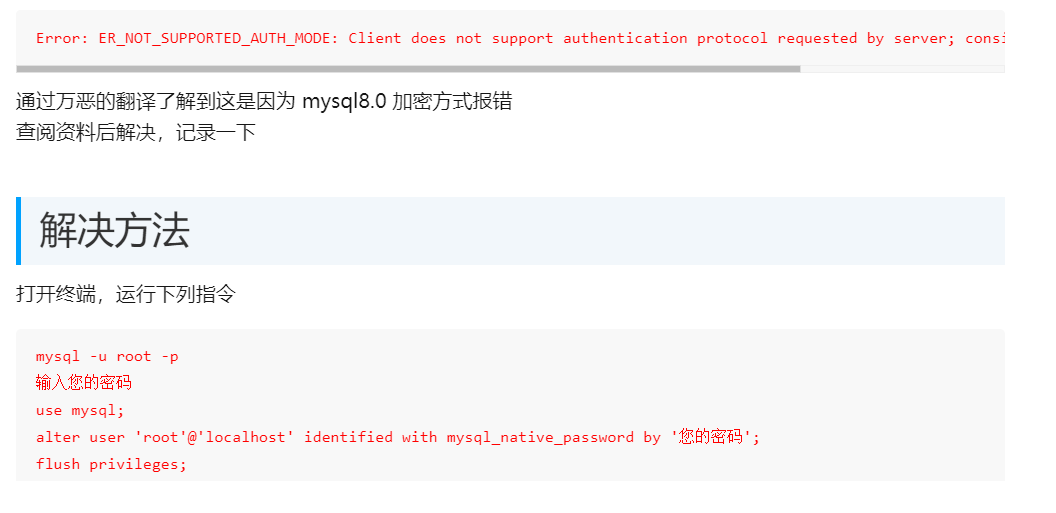 Error: ER_NOT_SUPPORTED_AUTH_MODE: Client does not support authentication protocol requested by server; consi
通过万恶的翻译了解到这是因为 mysql8.0 加密方式报错
查阅资料后解决，记录一下
解决方法
打开终端，运行下列指令
mysql -u root -p
输入您的密码
use mysql;
alter user 'root'@'localhost' identified with mysql_native_password by '您的密码';
flush privileges;